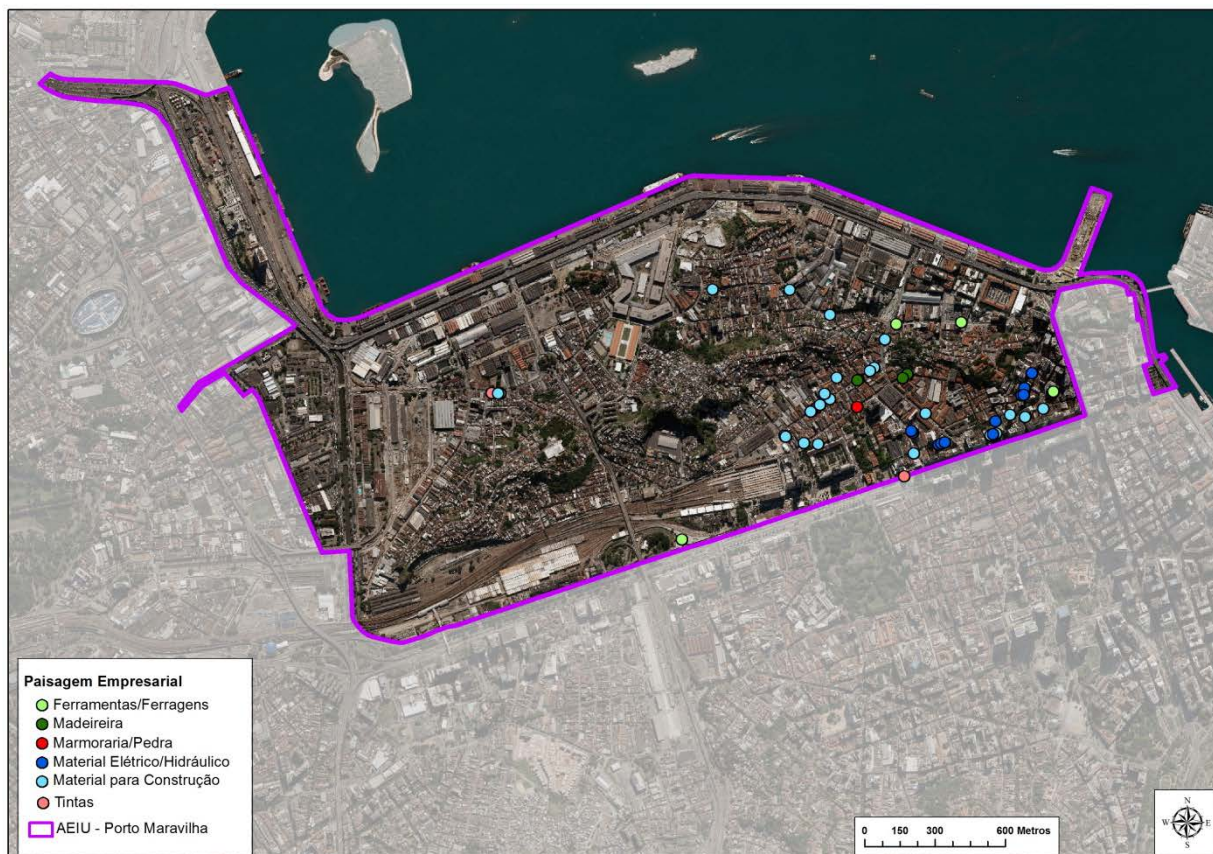 Paisagem Empresarial
Ferramentas/Ferragens
Madeireira
Marmoraria/Pedra
Material Elétrico/Hidráulico
Material para Construção
Tintas
AEIU - Porto Maravilha
0 150 300 600 Metros
N
W E
S